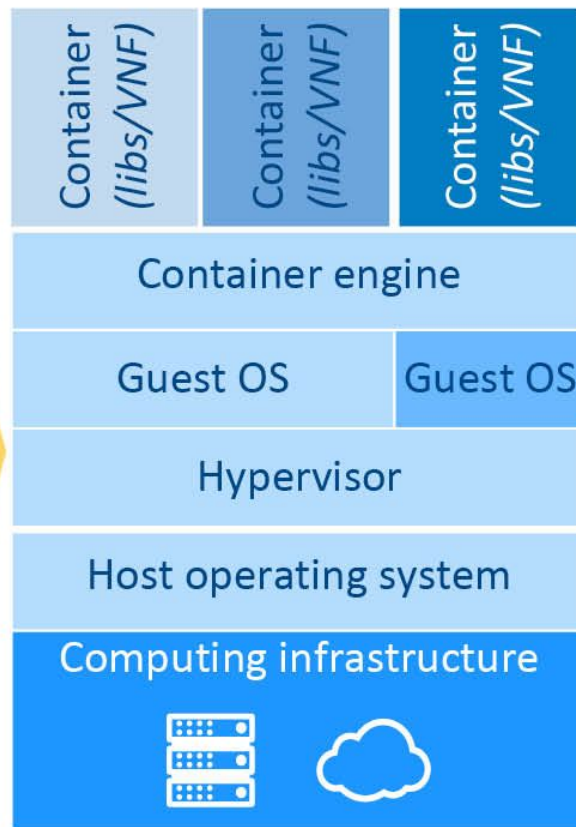 Container
(libs/VNF)
Container
(libs/VNF)
Container
(libs/VNF)
Container engine
Guest OS
Guest OS
Hypervisor
Host operating system
Computing infrastructure